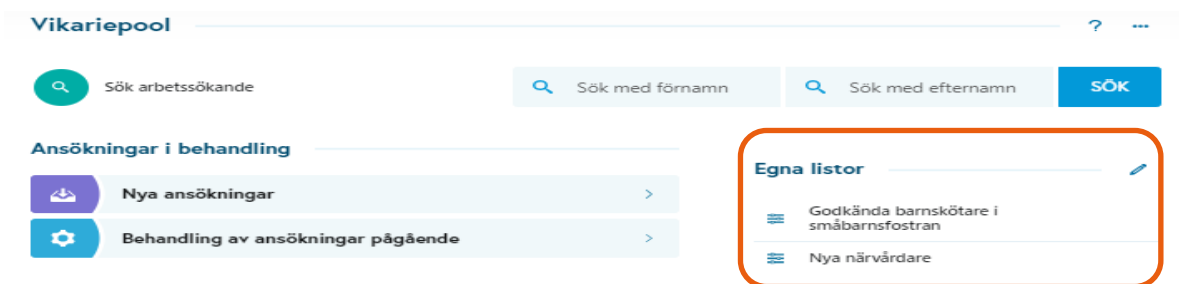 Vikariepool
?
Sök arbetssökande
Sök med förnamn
Sök med efternamn
SÖK
Ansökningar i behandling
Nya ansökningar
Behandling av ansökningar pågående
Egna listor
Godkända barnskötare i
småbarnsfostran
Nya närvårdare